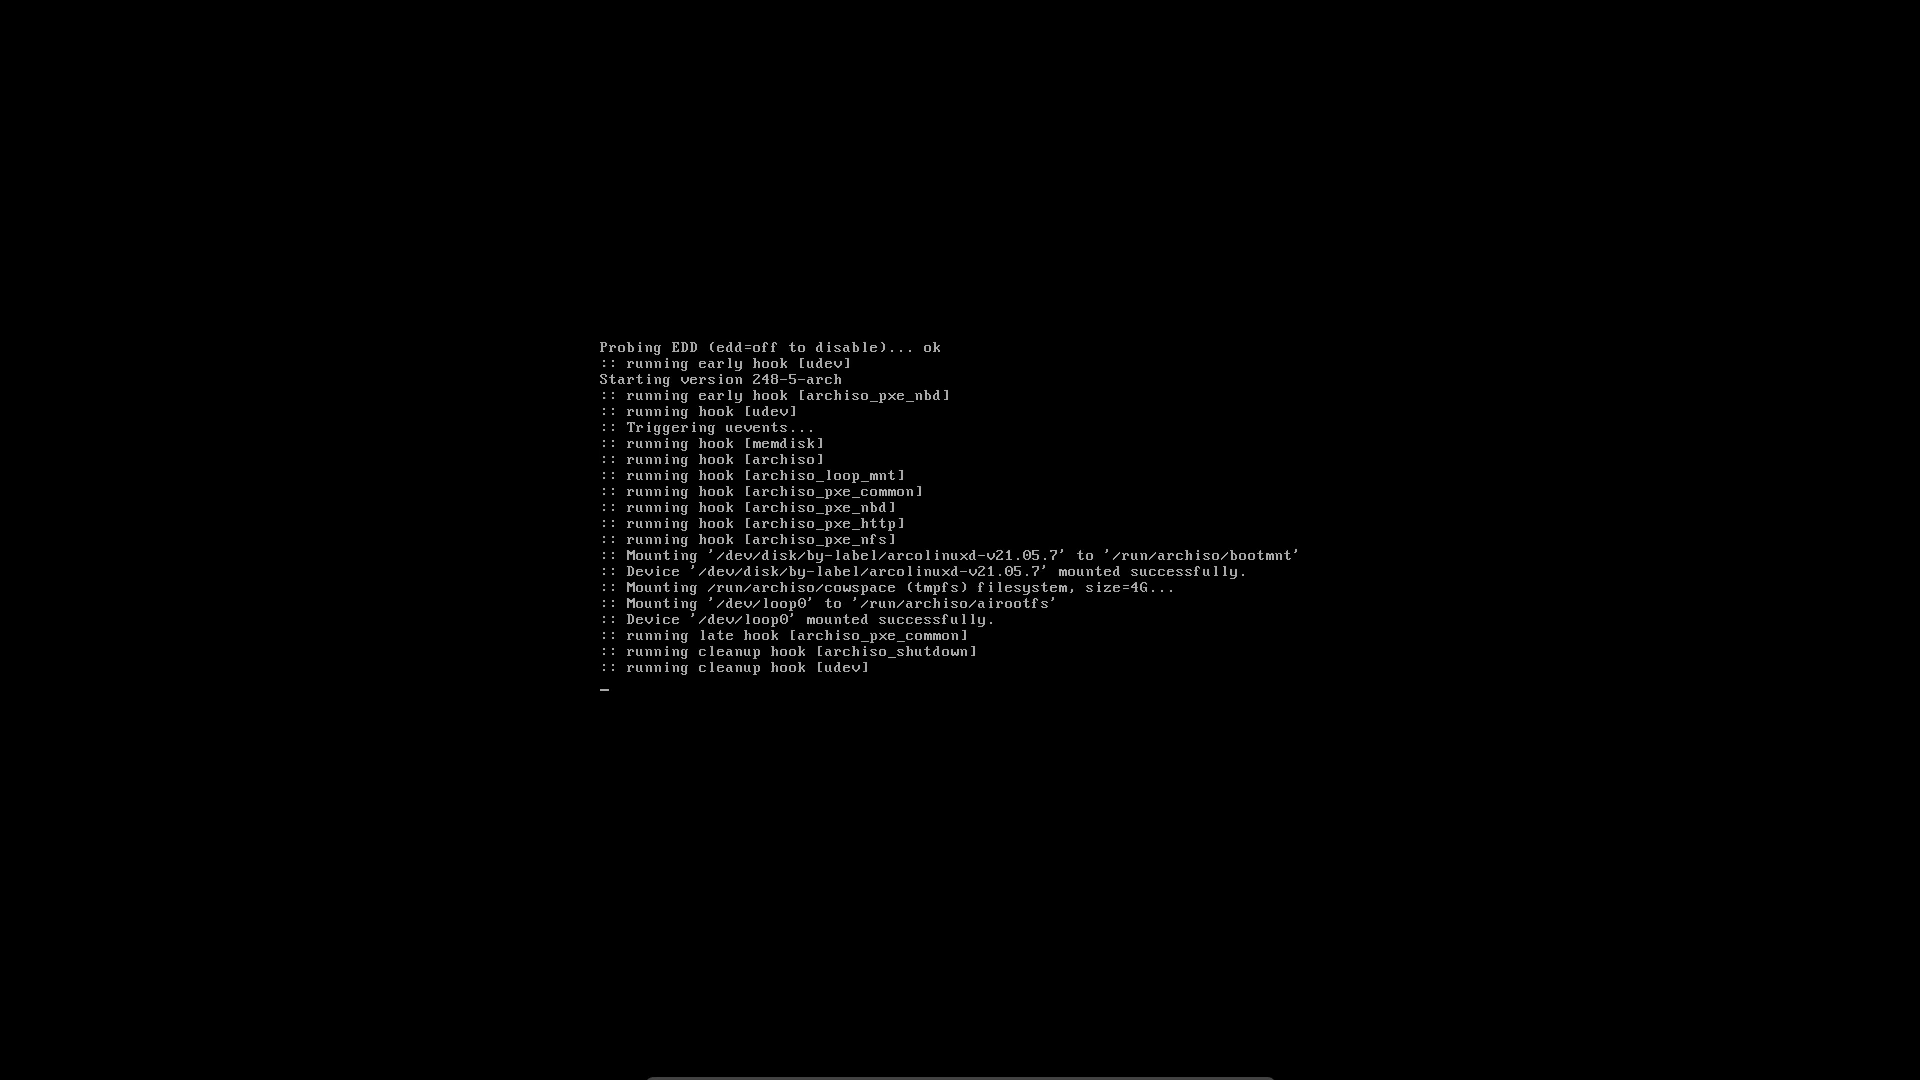 Probing EDD (edd=off to disable)... ok
:: running early hook [udev]
Starting version 248-5-arch
:: running early hook [archiso_pxe_nbd]
:: running hook [udev]
:: Triggering uevents...
:: running hook [memdisk]
:: running hook [archiso]
:: running hook [archiso_loop_mnt]
:: running hook [archiso_pxe_common]
:: running hook [archiso_pxe_nbd]
:: running hook [archiso_pxe_http]
:: running hook [archiso_pxe_nfs]
:: Mounting '/dev/disk/by-label/arcolinuxd-v21.05.7' to '/run/archiso/bootmnt'
:: Device '/dev/disk/by-label/arcolinuxd-v21.05.7' mounted successfully.
:: Mounting /run/archiso/cowspace (tmpfs) filesystem, size=4G...
:: Mounting '/dev/loop0' to '/run/archiso/airootfs'
:: Device '/dev/loop0' mounted successfully.
:: running late hook [archiso_pxe_common]
:: running cleanup hook [archiso_shutdown]
:: running cleanup hook [udev]